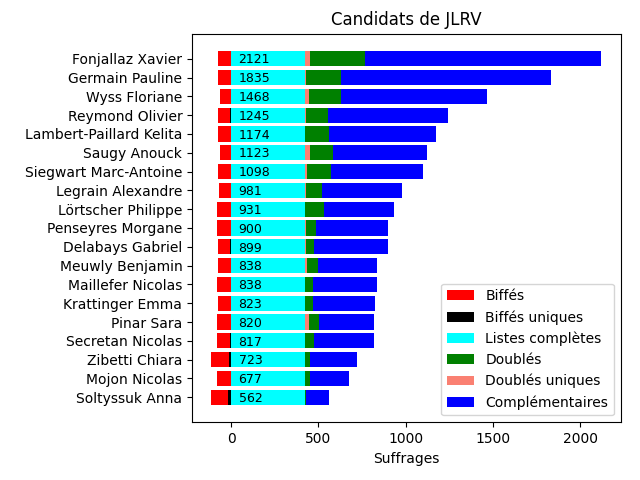 Candidats de JLRV
Fonjallaz Xavier 2121
Germain Pauline 1835
Wyss Floriane 1468
Reymond Olivier 1245
Lambert-Paillard Kelita 1174
Saugy Anouck 1123
Siegwart Marc-Antoine 1098
Legrain Alexandre 981
Lörtscher Philippe 931
Penseyres Morgane 900
Delabays Gabriel 899
Meuwly Benjamin 838
Maillefer Nicolas 838
Krattinger Emma 823
Pinar Sara 820
Secretan Nicolas 817
Zibetti Chiara 723
Mojon Nicolas 677
Soltyssuk Anna 562
Biffés
Biffés uniques
Listes complètes
Doublés
Doublés uniques
Complémentaires
0 500 1000 1500 2000
Suffrages